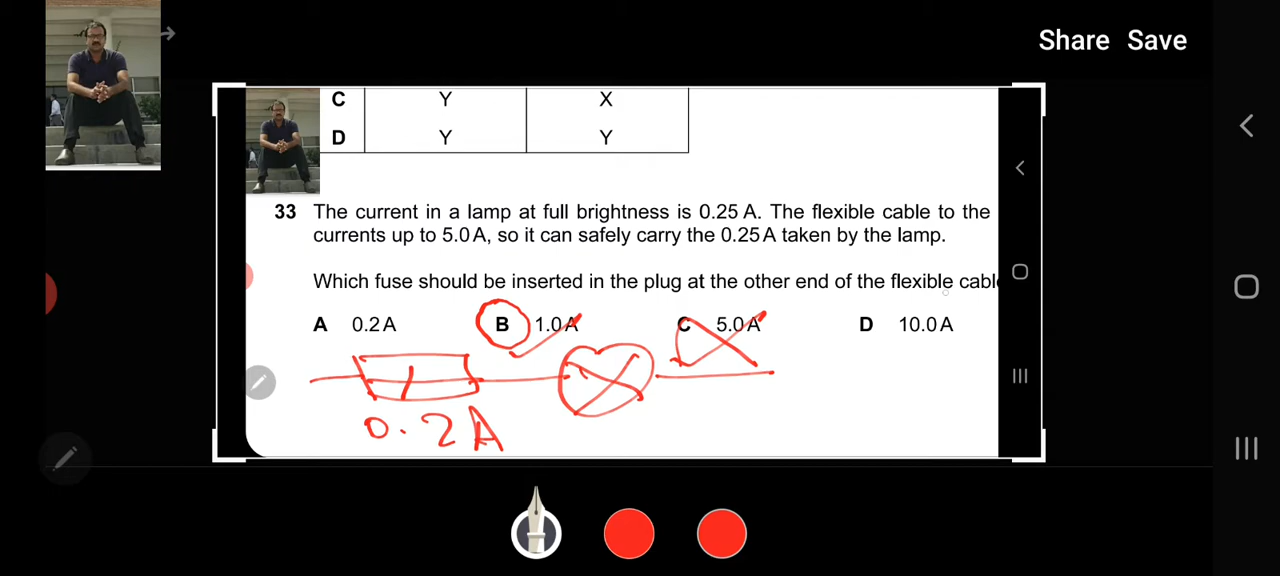 Share Save
C Y X
D Y Y
33 The current in a lamp at full brightness is 0.25 A. The flexible cable to the
currents up to 5.0 A, so it can safely carry the 0.25 A taken by the lamp.
Which fuse should be inserted in the plug at the other end of the flexible cabl
A 0.2 A B 1.0 A C 5.0 A D 10.0 A
0.2 A